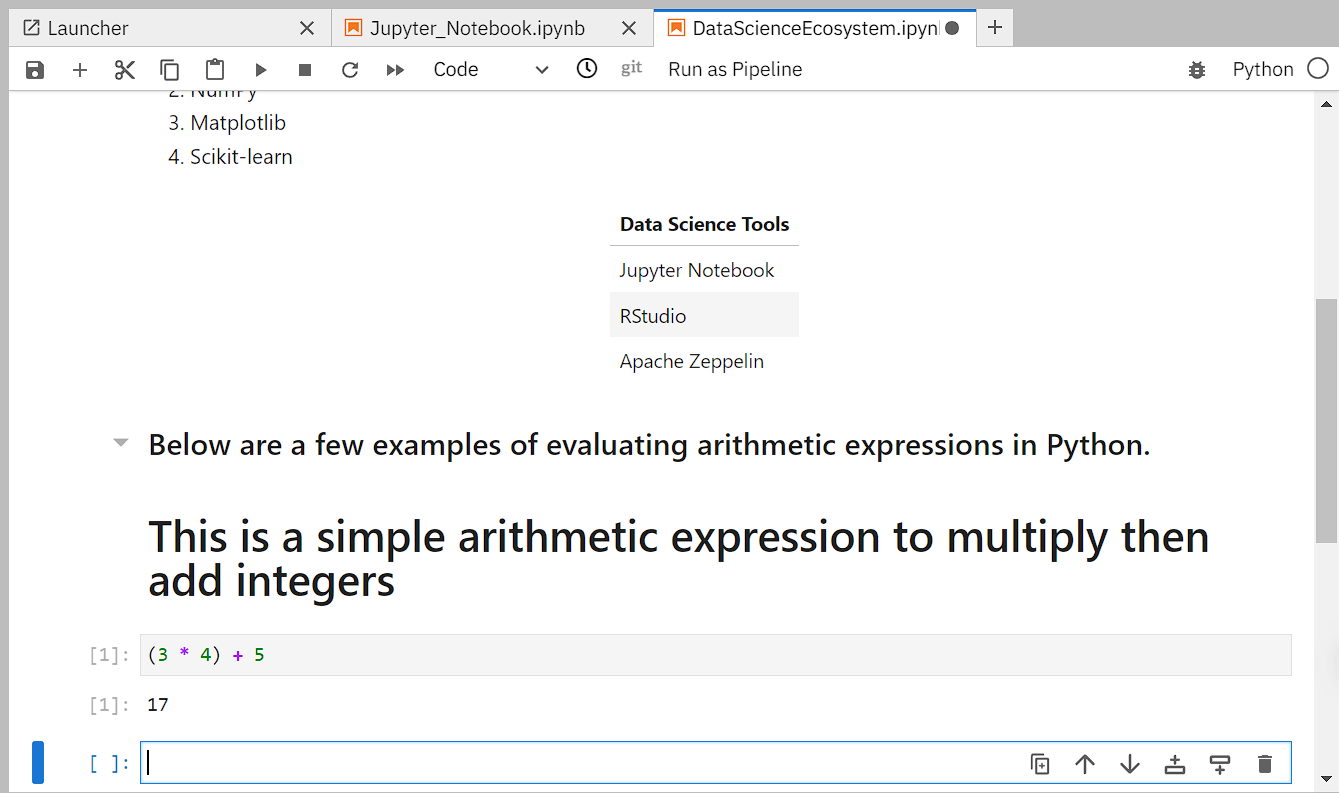 Launcher
Jupyter_Notebook.ipynb
DataScienceEcosystem.ipyn
Code
git
Run as Pipeline
Python
2. NumPy
3. Matplotlib
4. Scikit-learn
Data Science Tools
Jupyter Notebook
RStudio
Apache Zeppelin
Below are a few examples of evaluating arithmetic expressions in Python.
This is a simple arithmetic expression to multiply then
add integers
[1]: (3 * 4) + 5
[1]: 17
[ ]: